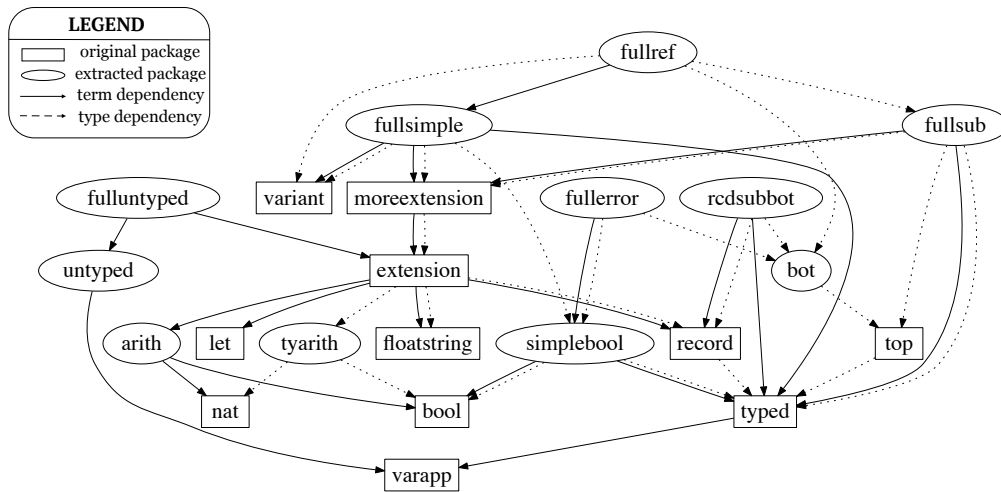 LEGEND
original package
extracted package
term dependency
type dependency
fullref
fullsimple
fullsub
fulluntyped
variant
moreextension
fullerror
rcdsubbot
untyped
extension
bot
arith
let
tyarith
floatstring
simplebool
record
top
nat
bool
typed
varapp